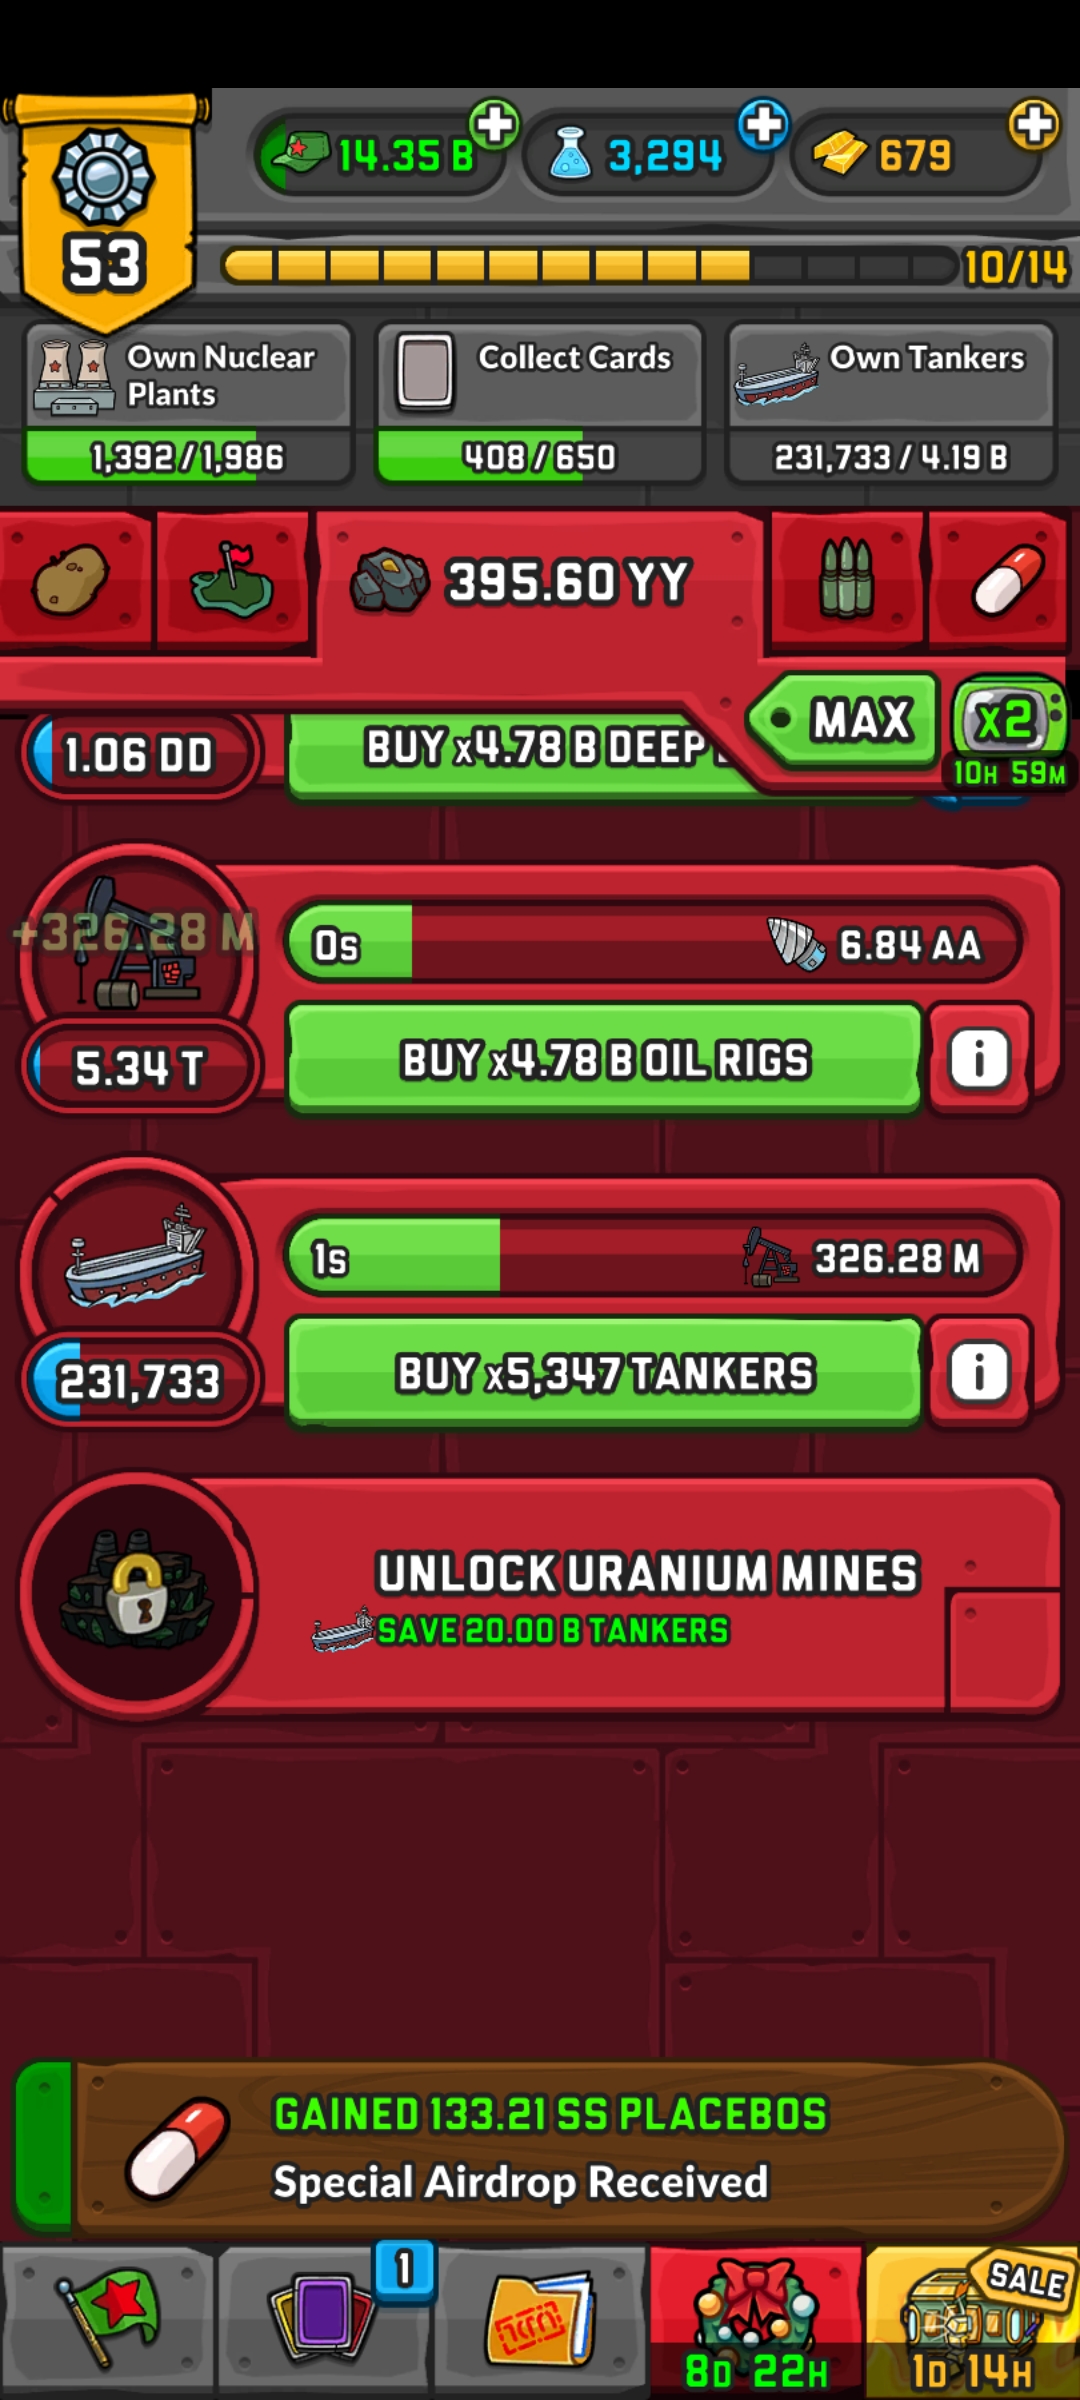 14.35 B
3,294
679
53
10/14
Own Nuclear
Plants
1,392/1,986
Collect Cards
408/650
Own Tankers
231,733 / 4.19 B
395.60 YY
MAX
x2
10H 59M
1.06 DD
BUY x4.78 B DEEP
+326.28 M
0s
6.84 AA
5.34 T
BUY x4.78 B OIL RIGS
i
1s
326.28 M
231,733
BUY x5,347 TANKERS
i
UNLOCK URANIUM MINES
SAVE 20.00 B TANKERS
GAINED 133.21 SS PLACEBOS
Special Airdrop Received
1
8D 22H
SALE
1D 14H